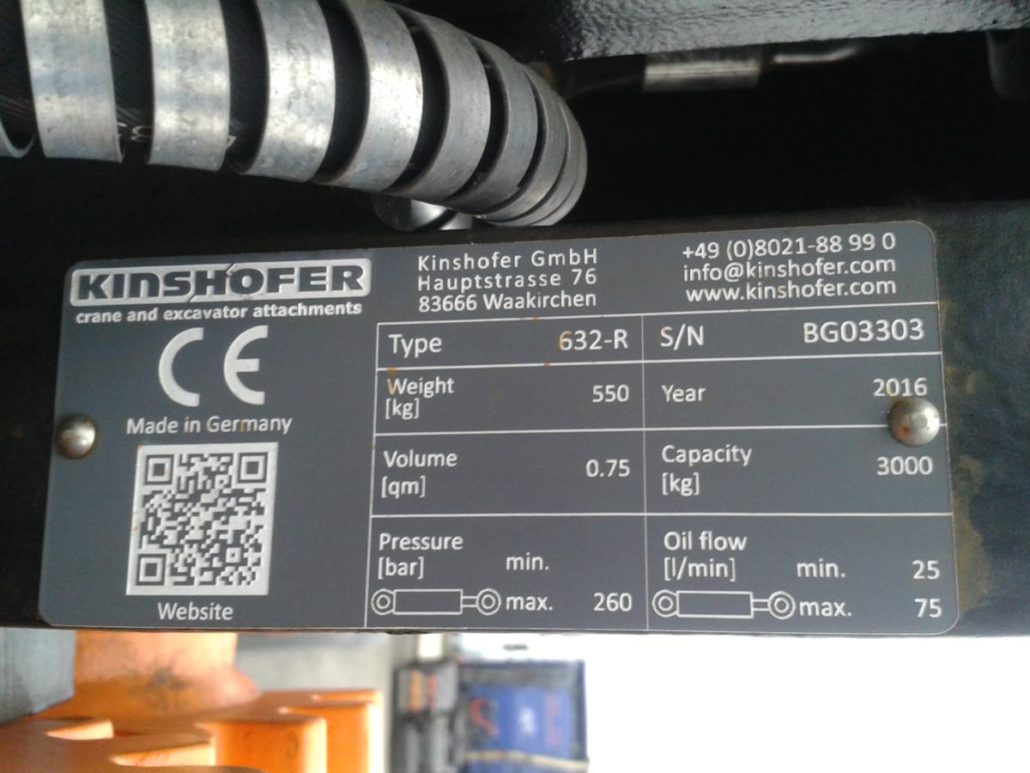 KINSHOFER
crane and excavator attachments
Kinshofer GmbH
Hauptstrasse 76
83666 Waakirchen
+49 (0)8021-88 99 0
info@kinshofer.com
www.kinshofer.com
CE
Made in Germany
Website
Type 632-R S/N BG03303
Weight [kg] 550 Year 2016
Volume [qm] 0.75 Capacity [kg] 3000
Pressure [bar] min.
max. 260
Oil flow [l/min] min. 25
max. 75